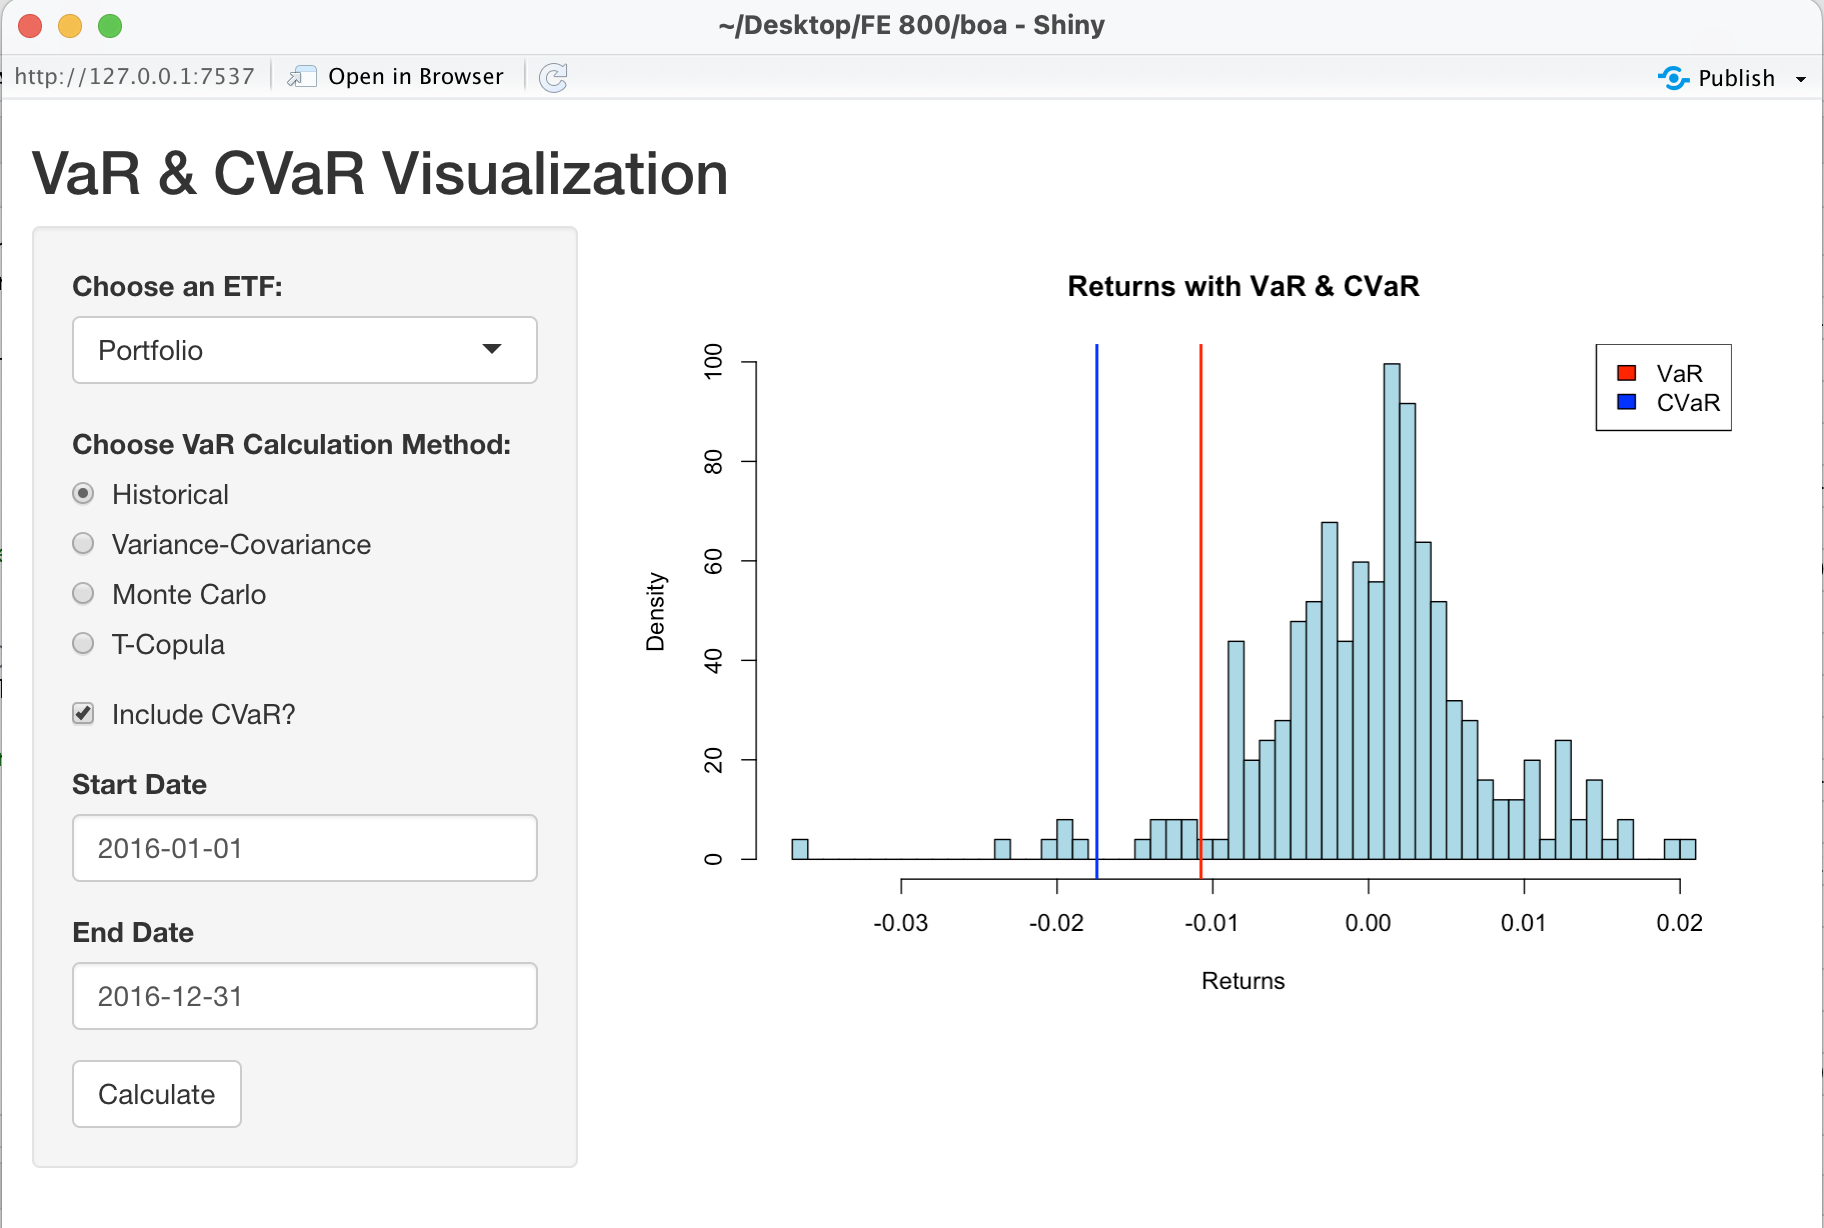 ~/Desktop/FE 800/boa - Shiny
http://127.0.0.1:7537 Open in Browser Publish
VaR & CVaR Visualization
Choose an ETF:
Portfolio
Choose VaR Calculation Method:
Historical
Variance-Covariance
Monte Carlo
T-Copula
Include CVaR?
Start Date
2016-01-01
End Date
2016-12-31
Calculate
Returns with VaR & CVaR
VaR
CVaR
Density
100
80
60
40
20
0
-0.03 -0.02 -0.01 0.00 0.01 0.02
Returns